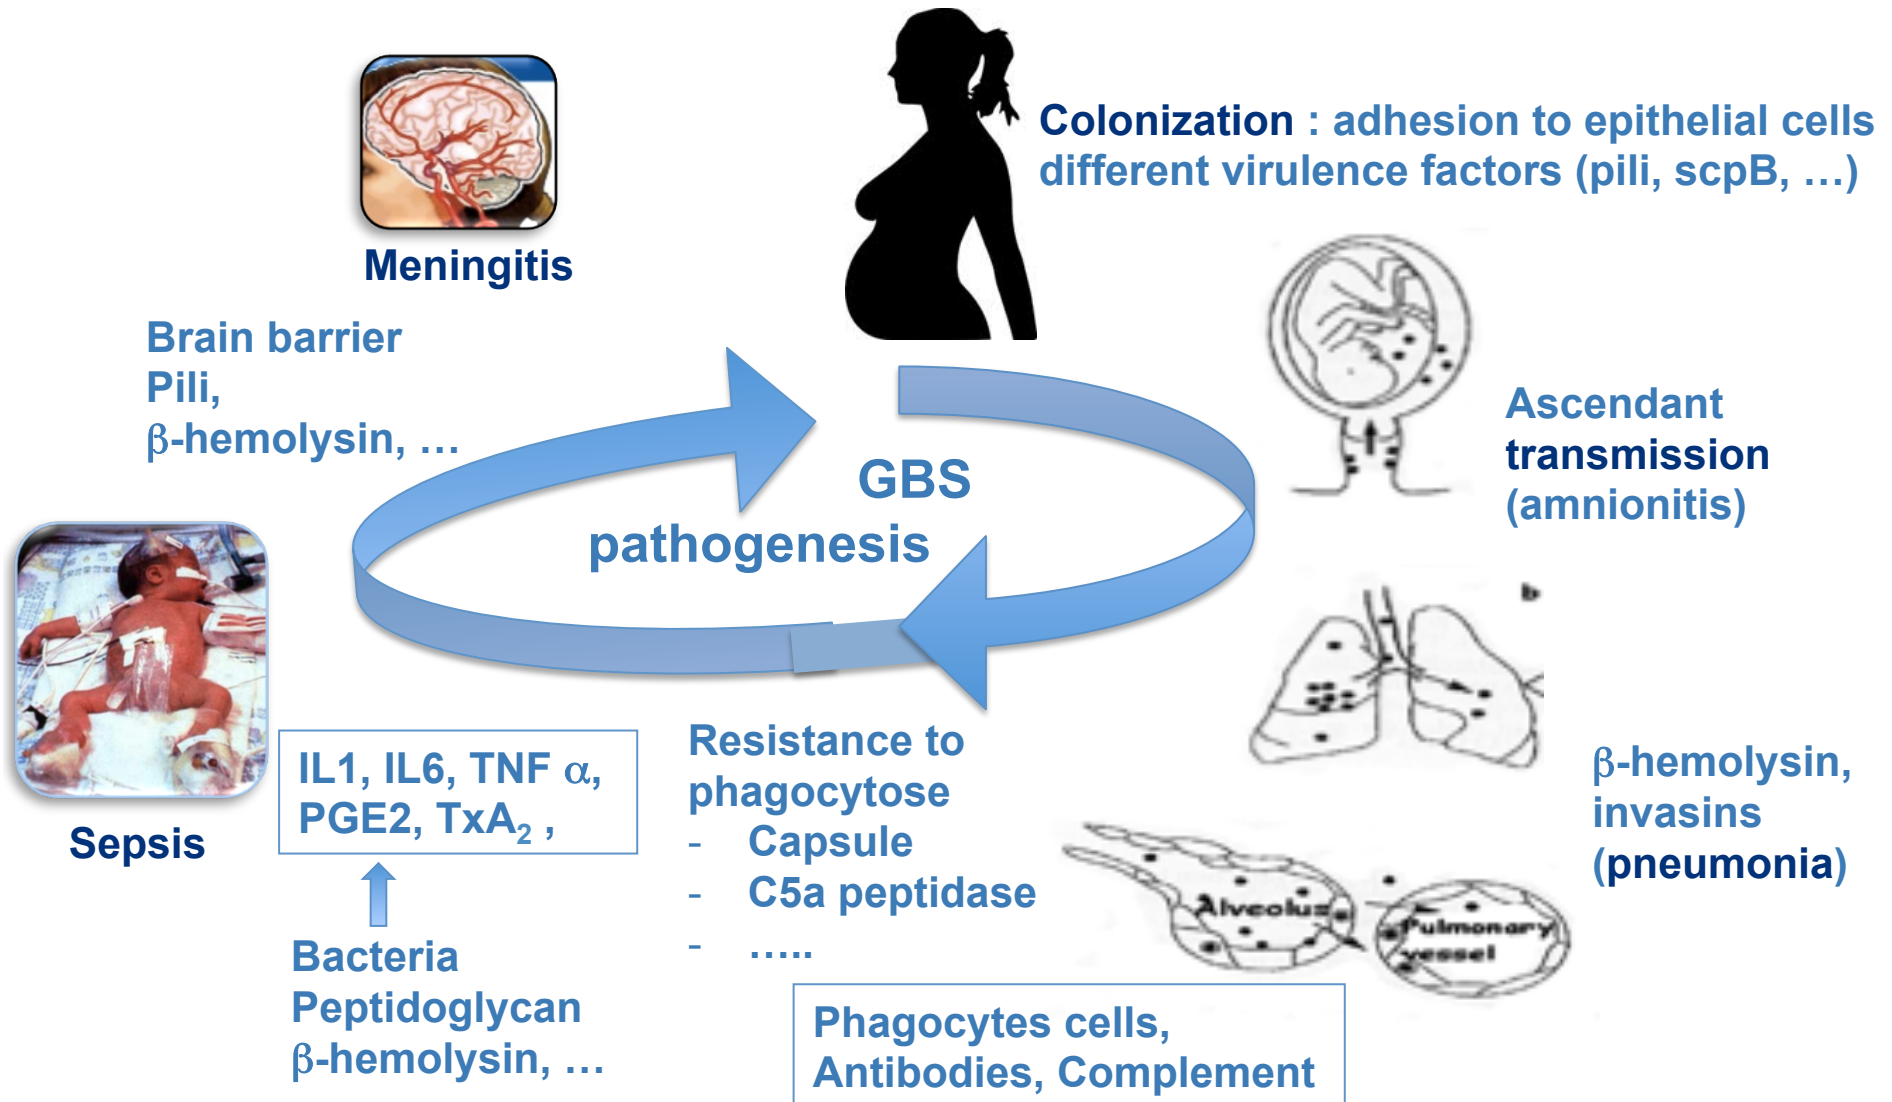 Colonization : adhesion to epithelial cells
different virulence factors (pili, scpB, …)
Meningitis
Brain barrier
Pili,
β-hemolysin, …
Ascendant
transmission
(amnionitis)
GBS
pathogenesis
b
β-hemolysin,
invasins
(pneumonia)
Alveolus
Pulmonary
vessel
Resistance to
phagocytose
- Capsule
- C5a peptidase
- …..
Phagocytes cells,
Antibodies, Complement
IL1, IL6, TNF α,
PGE2, TxA₂ ,
Sepsis
Bacteria
Peptidoglycan
β-hemolysin, …